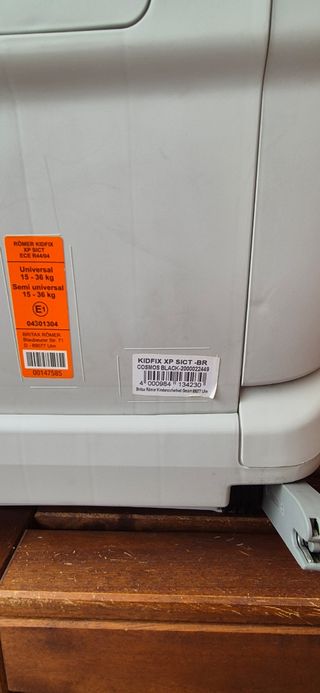 RÖMER KIDFIX
XP SICT
ECE R44/04
Universal
15 - 36 kg
Semi universal
15 - 36 kg
E1
04301304
BRITAX RÖMER
Blaubeurer Str. 71
D - 89077 Ulm
00147585
KIDFIX XP SICT -BR
COSMOS BLACK-2000022449
4 000984 134230
Britax Römer Kindersicherheit GmbH 89077 Ulm